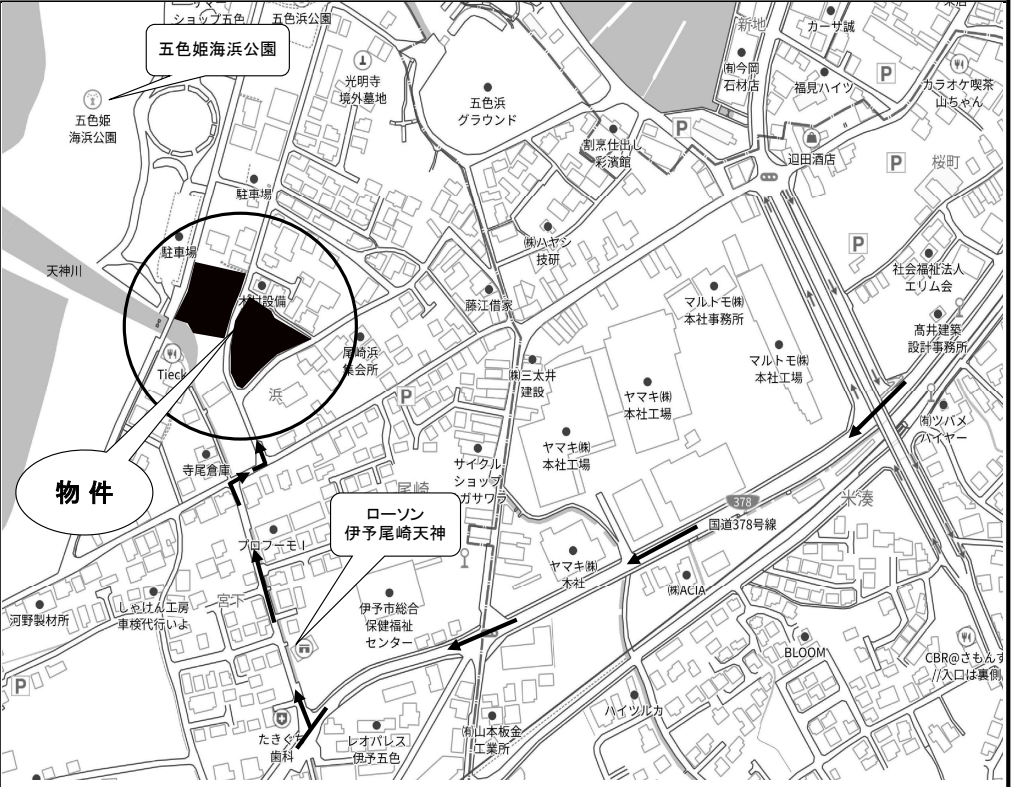 ショップ五色
五色浜公園
新地
カーサ誠
五色姫海浜公園
五色姫
海浜公園
光明寺
境外墓地
五色浜
グラウンド
㈲今岡
石材店
福見ハイツ
P
カラオケ喫茶
山ちゃん
割烹仕出し
彩濱館
P
迫田酒店
P
桜町
駐車場
駐車場
天神川
㈱ハヤシ
技研
P
社会福祉法人
エリム会
藤江借家
マルトモ㈱
本社事務所
髙井建築
設計事務所
尾崎浜
集会所
マルトモ㈱
本社工場
Tieck
浜
P
㈱三太井
建設
ヤマキ㈱
本社工場
㈲ツバメ
ハイヤー
ヤマキ㈱
本社工場
寺尾倉庫
サイクル
ショップ
ガサワラ
尾崎
物件
ローソン
伊予尾崎天神
378
国道378号線
米湊
ヤマキ㈱
本社
㈱ACIA
河野製材所
しゃけん工房
車検代行いよ
宮下
伊予市総合
保健福祉
センター
BLOOM
CBR@さもんず
//入口は裏側
P
たきぐち
歯科
レオパレス
伊予五色
㈲山本板金
工業所
ハイツルカ